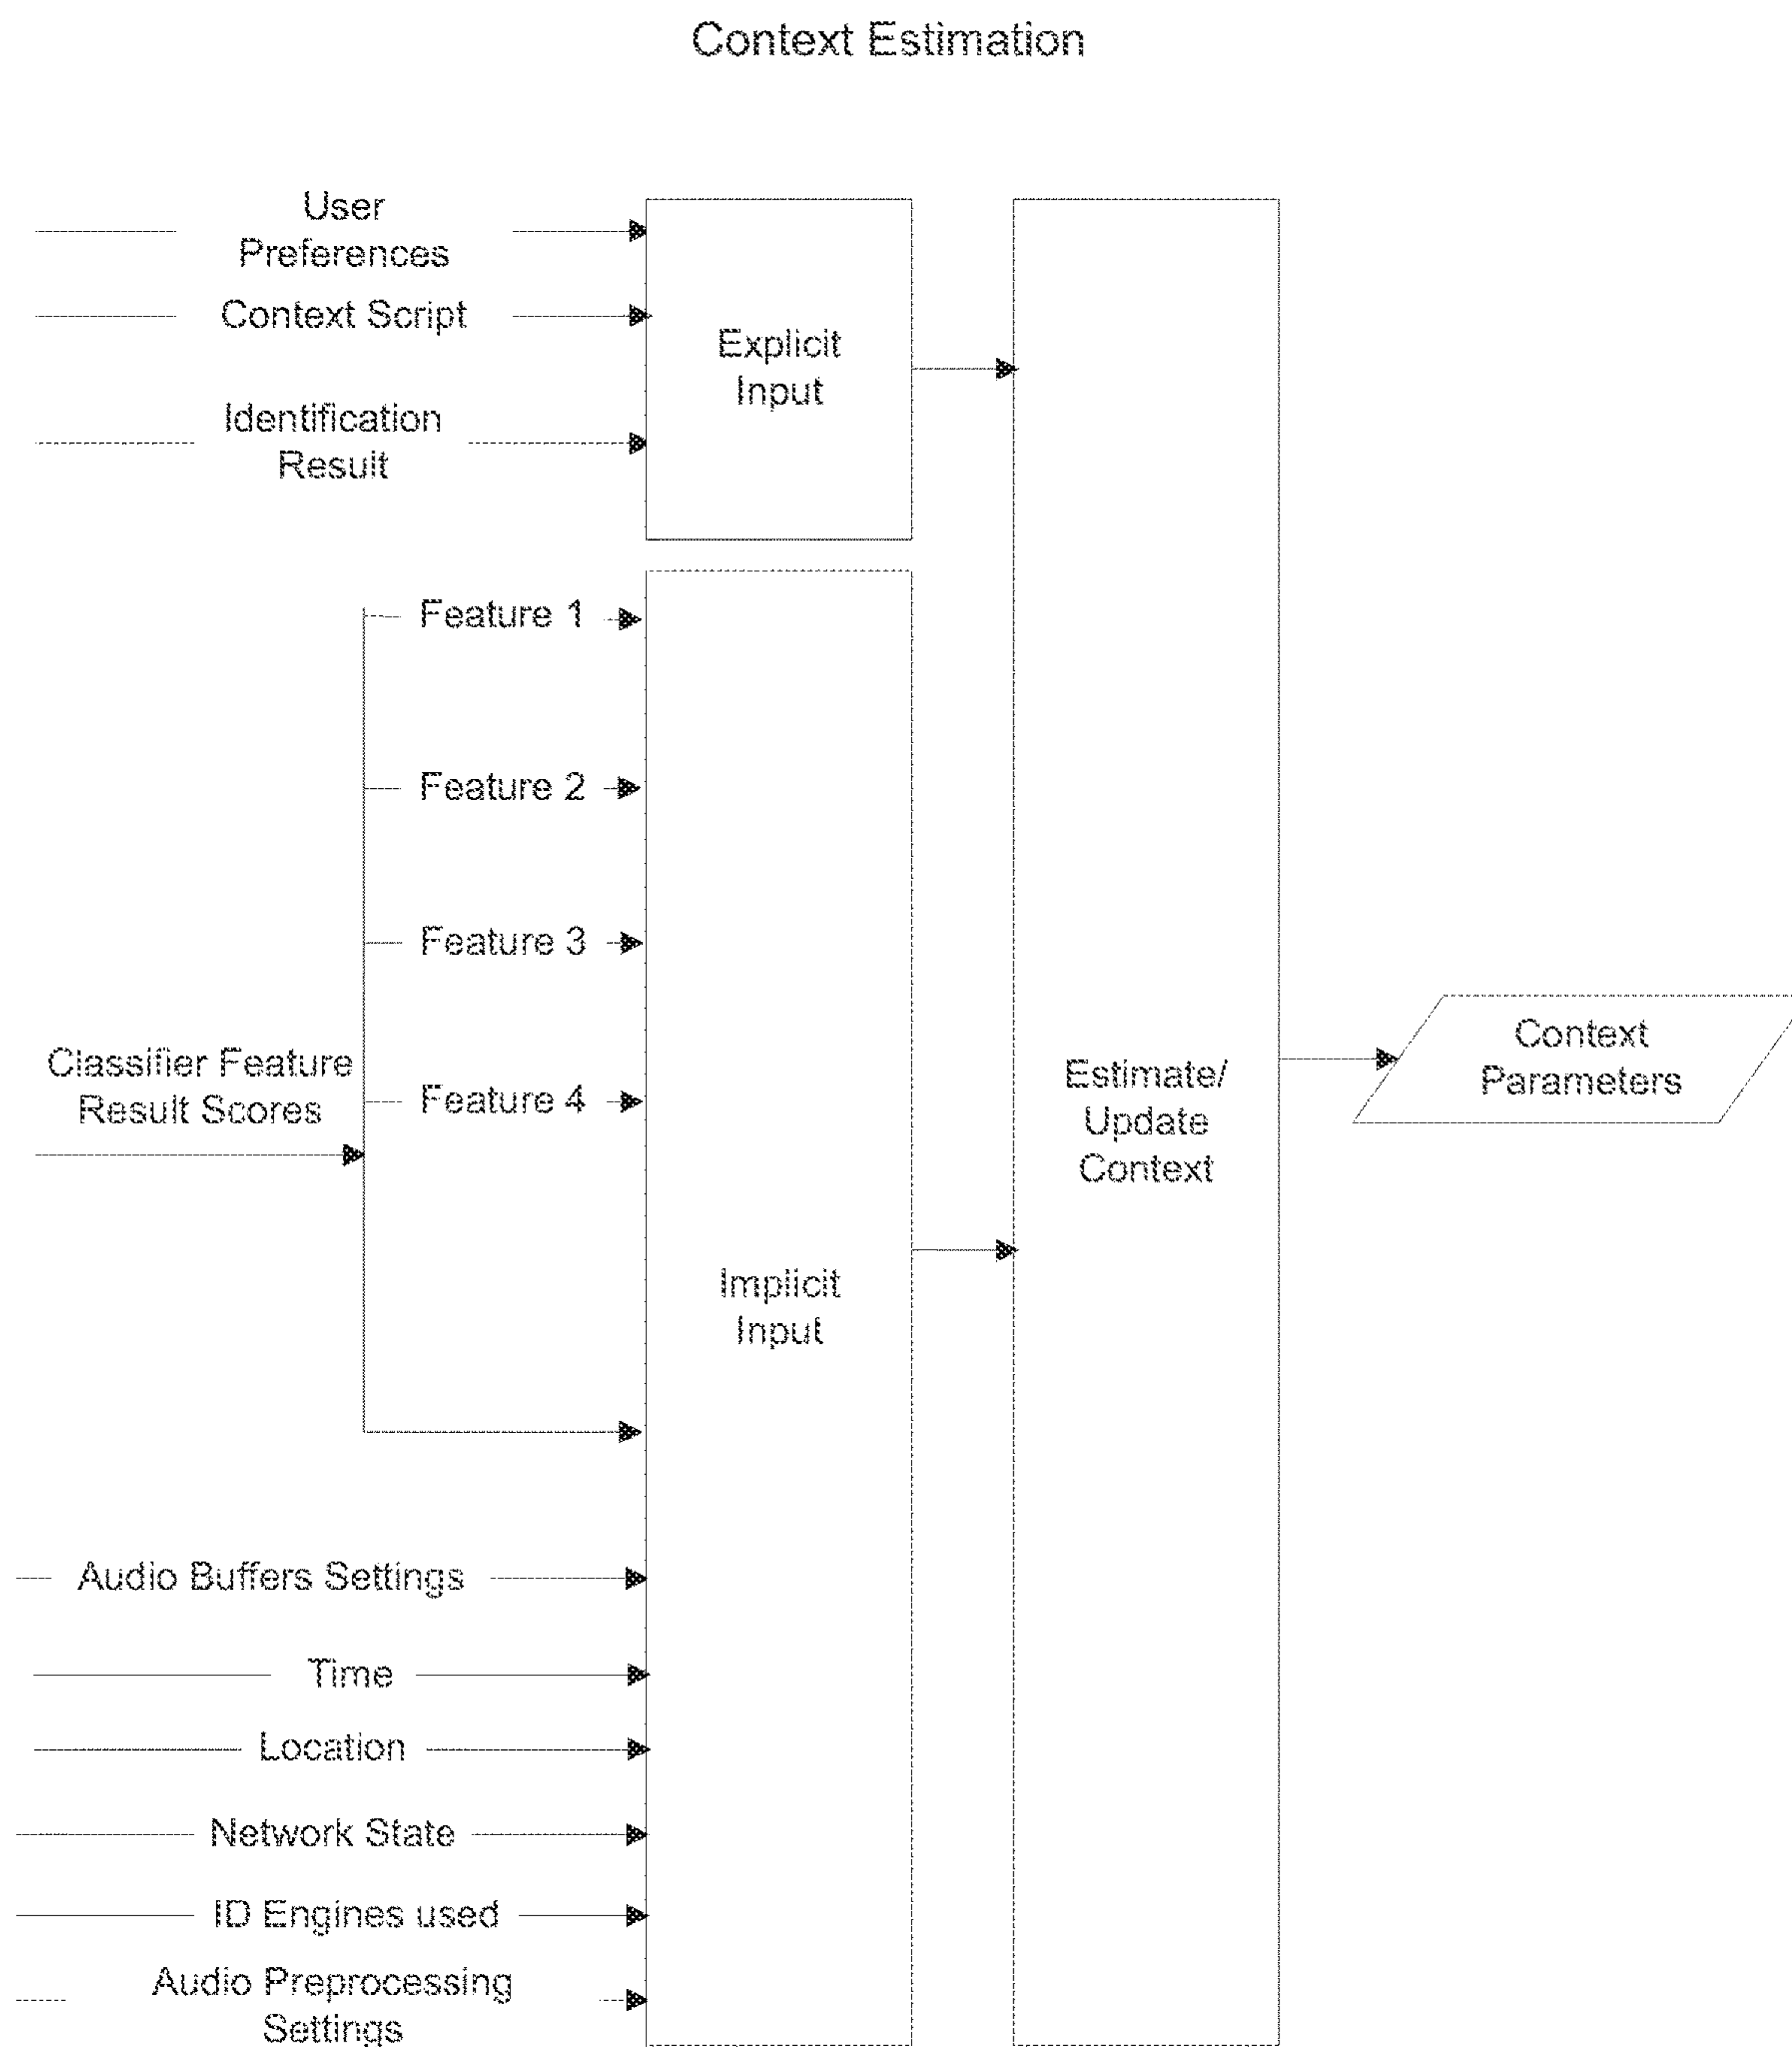 Context Estimation
User
Preferences
Context Script
Identification
Result
Explicit
Input
Feature 1
Feature 2
Feature 3
Feature 4
Classifier Feature
Result Scores
Implicit
Input
Estimate/
Update
Context
Context
Parameters
Audio Buffers Settings
Time
Location
Network State
ID Engines used
Audio Preprocessing
Settings